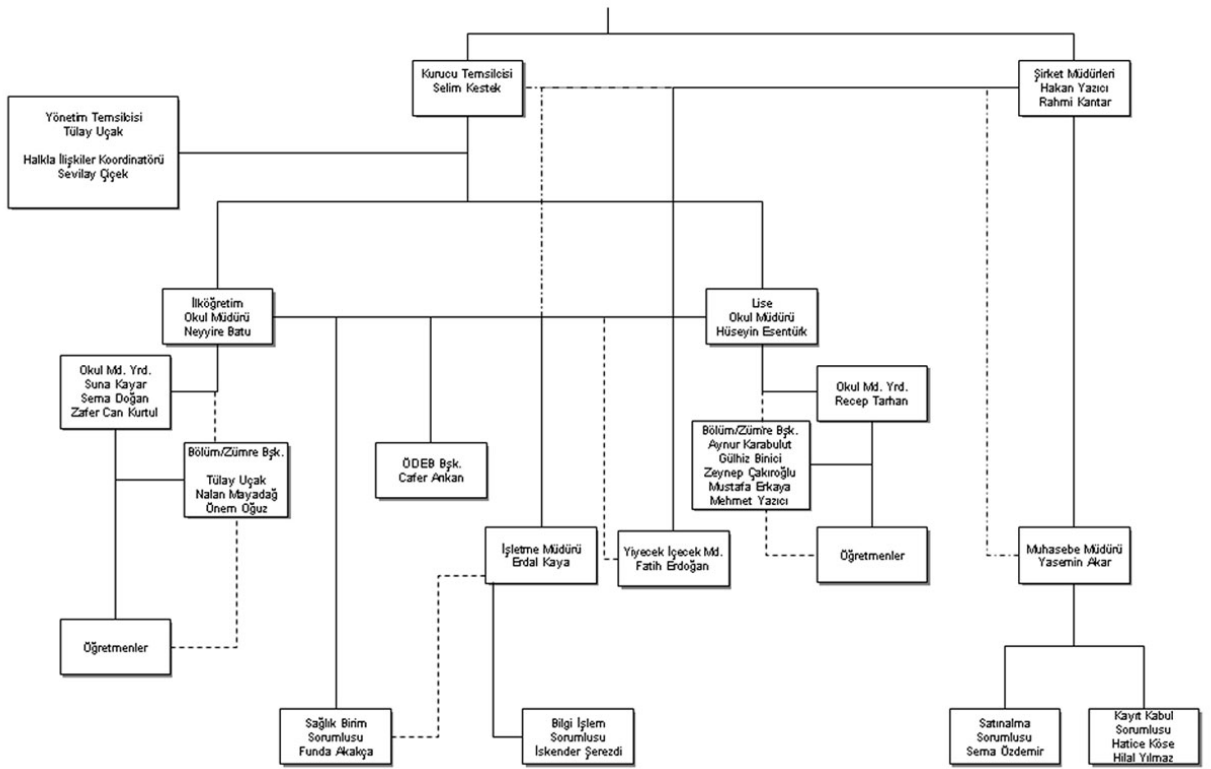 Kurucu Temsilcisi
Selim Kestek
Şirket Müdürleri
Hakan Yazıcı
Rahmi Kantar
Yönetim Temsilcisi
Tülay Uçak
Halkla İlişkiler Koordinatörü
Sevilay Çiçek
İlköğretim
Okul Müdürü
Neyyire Batu
Lise
Okul Müdürü
Hüseyin Esentürk
Okul Md. Yrd.
Suna Kayar
Sema Doğan
Zafer Can Kurtul
Okul Md. Yrd.
Recep Tarhan
Bölüm/Zümre Bşk.
Tülay Uçak
Nalan Mayadağ
Önem Oğuz
ÖDEB Bşk.
Cafer Arıkan
Bölüm/Zümre Bşk.
Aynur Karabulut
Gülhiz Binici
Zeynep Çakıroğlu
Mustafa Erkaya
Mehmet Yazıcı
İşletme Müdürü
Erdal Kaya
Yiyecek İçecek Md.
Fatih Erdoğan
Öğretmenler
Muhasebe Müdürü
Yasemin Akar
Öğretmenler
Sağlık Birim
Sorumlusu
Funda Akakça
Bilgi İşlem
Sorumlusu
İskender Şerezdi
Satınalma
Sorumlusu
Sema Özdemir
Kayıt Kabul
Sorumlusu
Hatice Köse
Hilal Yılmaz